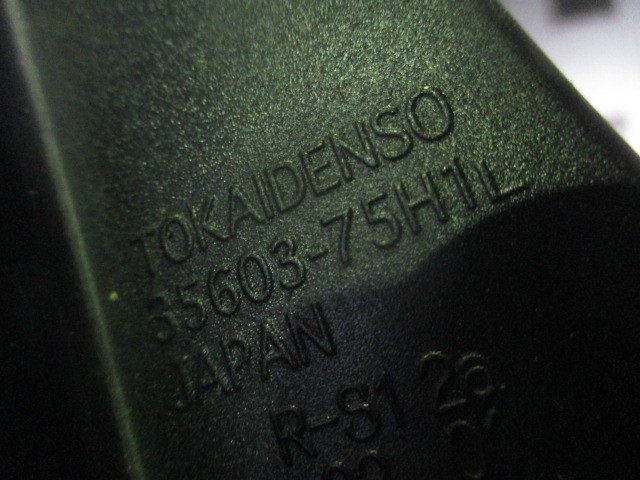 TOKAIDENSO
35603-75H1L
JAPAN
R-S1